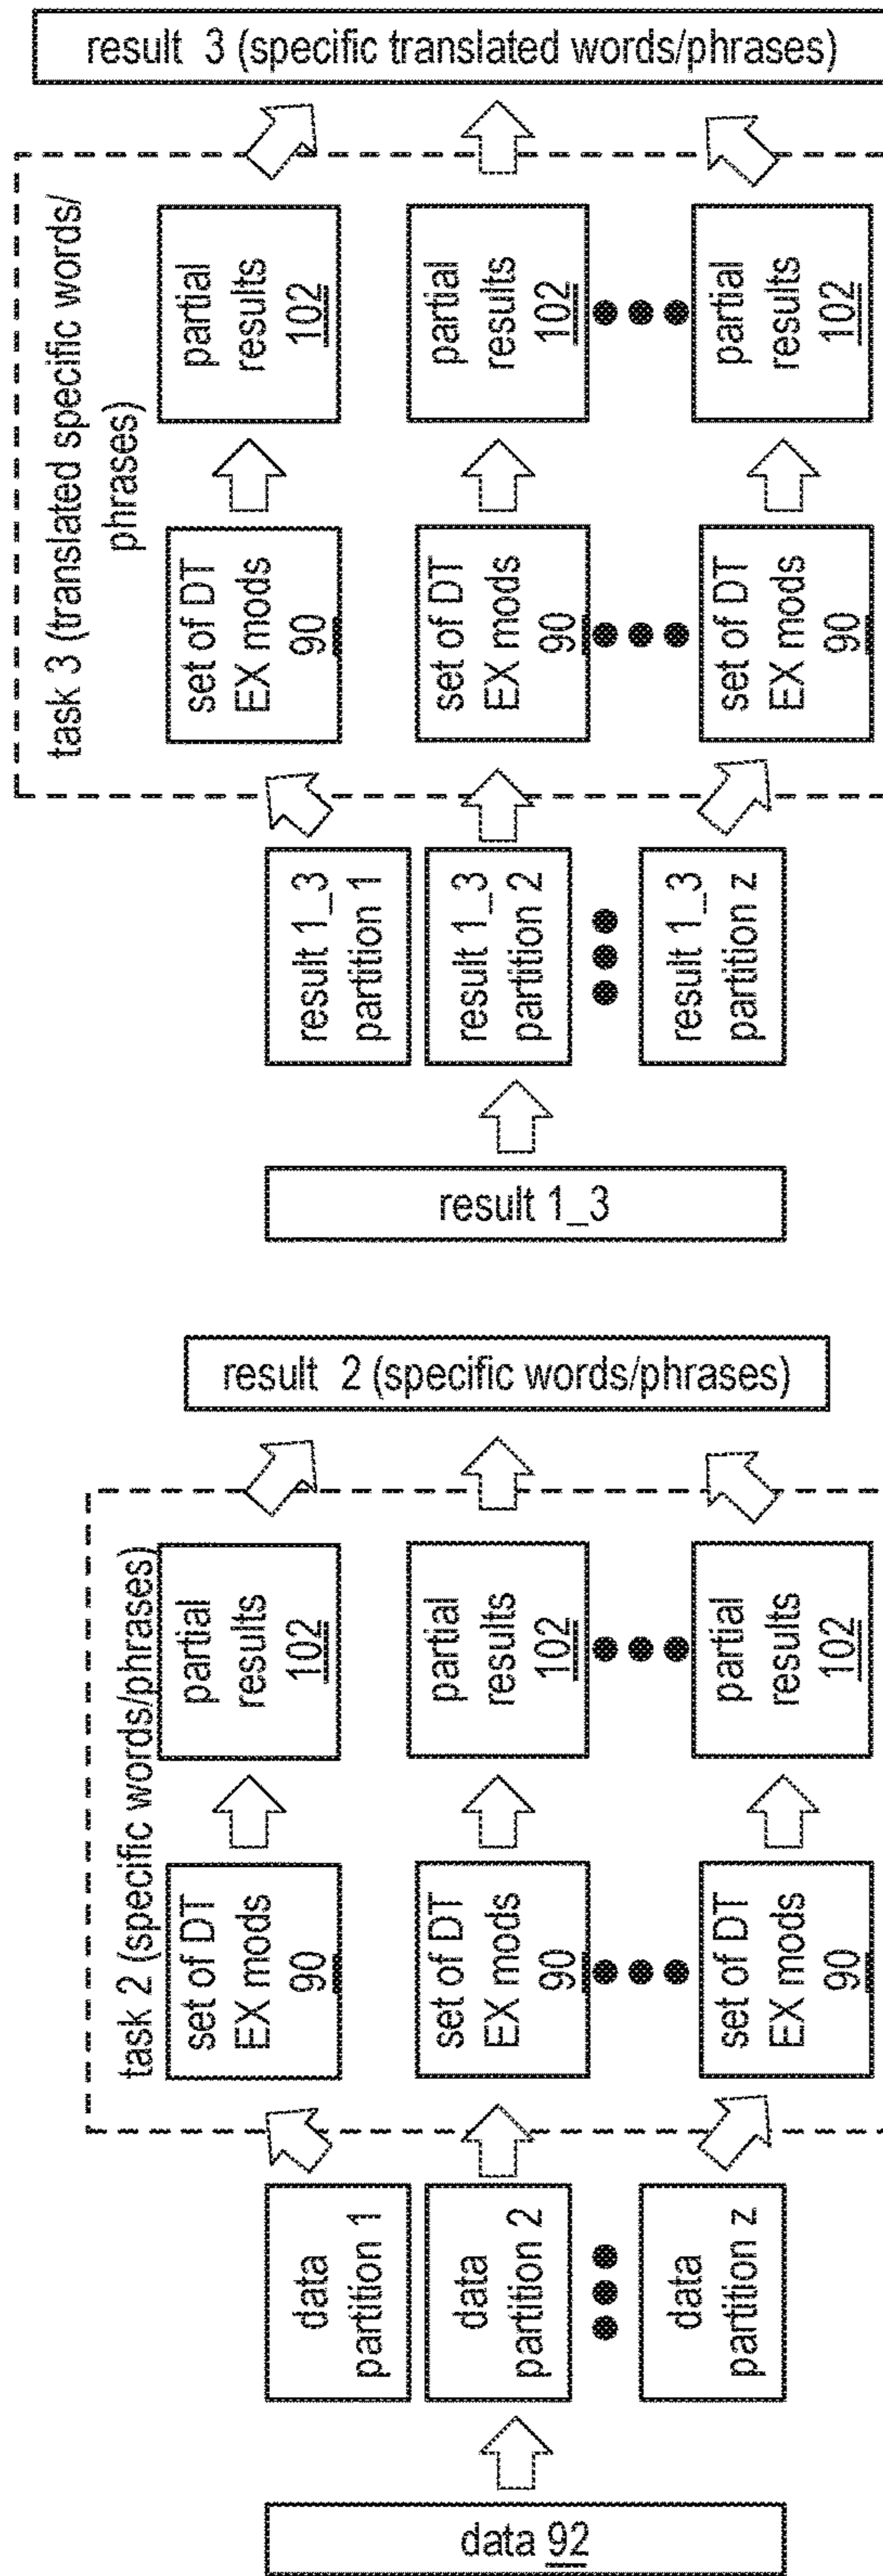 data 92
data
partition 1
data
partition 2
data
partition z
task 2 (specific words/phrases)
set of DT
EX mods
90
set of DT
EX mods
90
set of DT
EX mods
90
partial
results
102
partial
results
102
partial
results
102
result 2 (specific words/phrases)
result 1_3
result 1_3
partition 1
result 1_3
partition 2
result 1_3
partition z
task 3 (translated specific words/
phrases)
set of DT
EX mods
90
set of DT
EX mods
90
set of DT
EX mods
90
partial
results
102
partial
results
102
partial
results
102
result 3 (specific translated words/phrases)